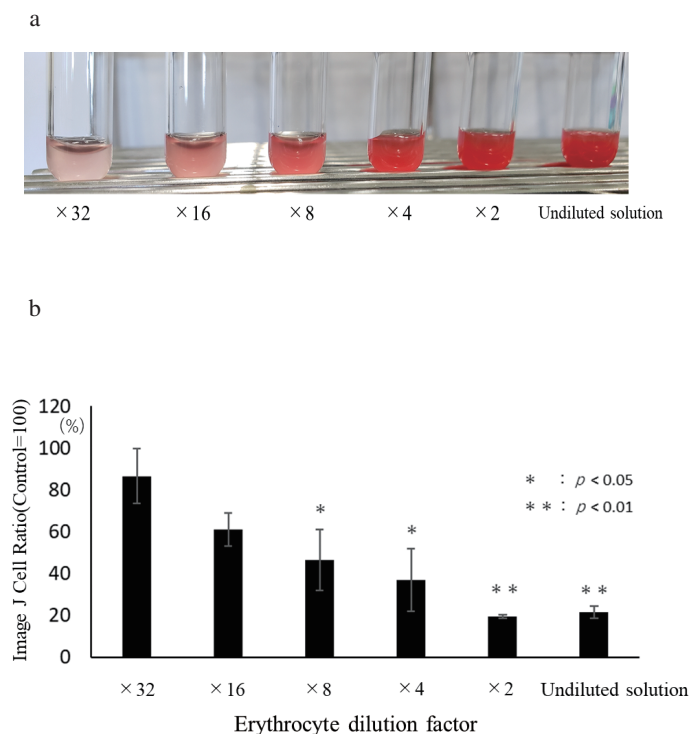 a
×32 ×16 ×8 ×4 ×2 Undiluted solution
b
Image J Cell Ratio(Control=100)
(%)
120
100
80
60
40
20
0
*
*
* *
* *
* : p < 0.05
* * : p < 0.01
×32 ×16 ×8 ×4 ×2 Undiluted solution
Erythrocyte dilution factor